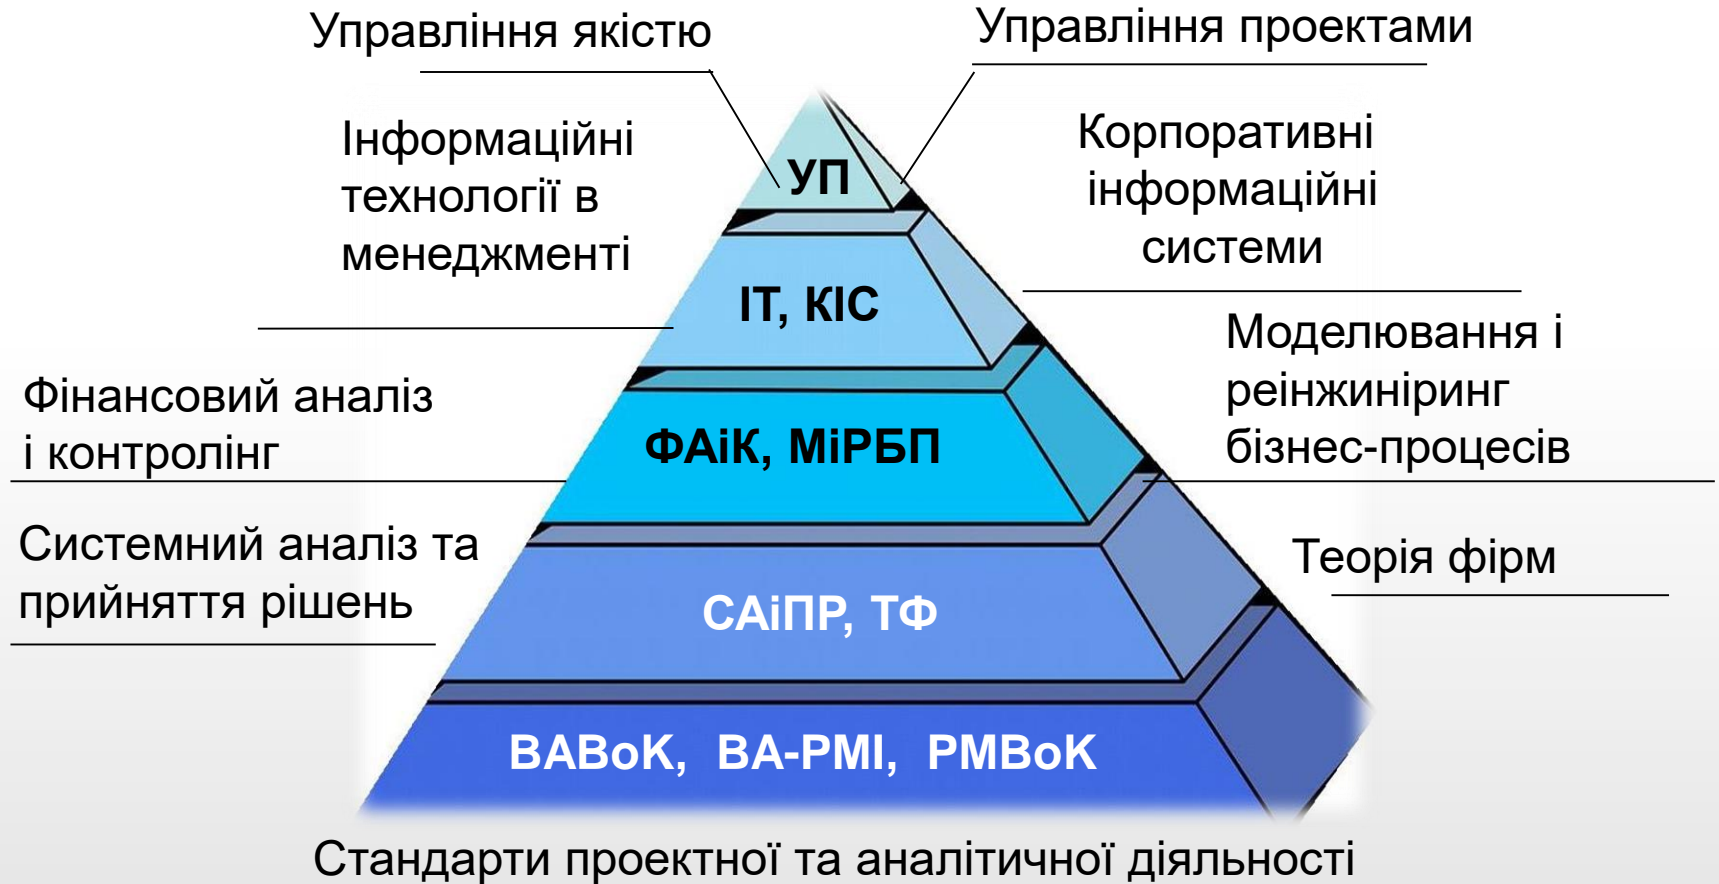 Управління якістю
Управління проектами
Інформаційні
технології в
менеджменті
Корпоративні
інформаційні
системи
УП
ІТ, КІС
Моделювання і
реінжиніринг
бізнес-процесів
Фінансовий аналіз
і контролінг
ФАіК, МіРБП
Системний аналіз та
прийняття рішень
Теорія фірм
САіПР, ТФ
BABoK, BA-PMI, PMBoK
Стандарти проектної та аналітичної діяльності